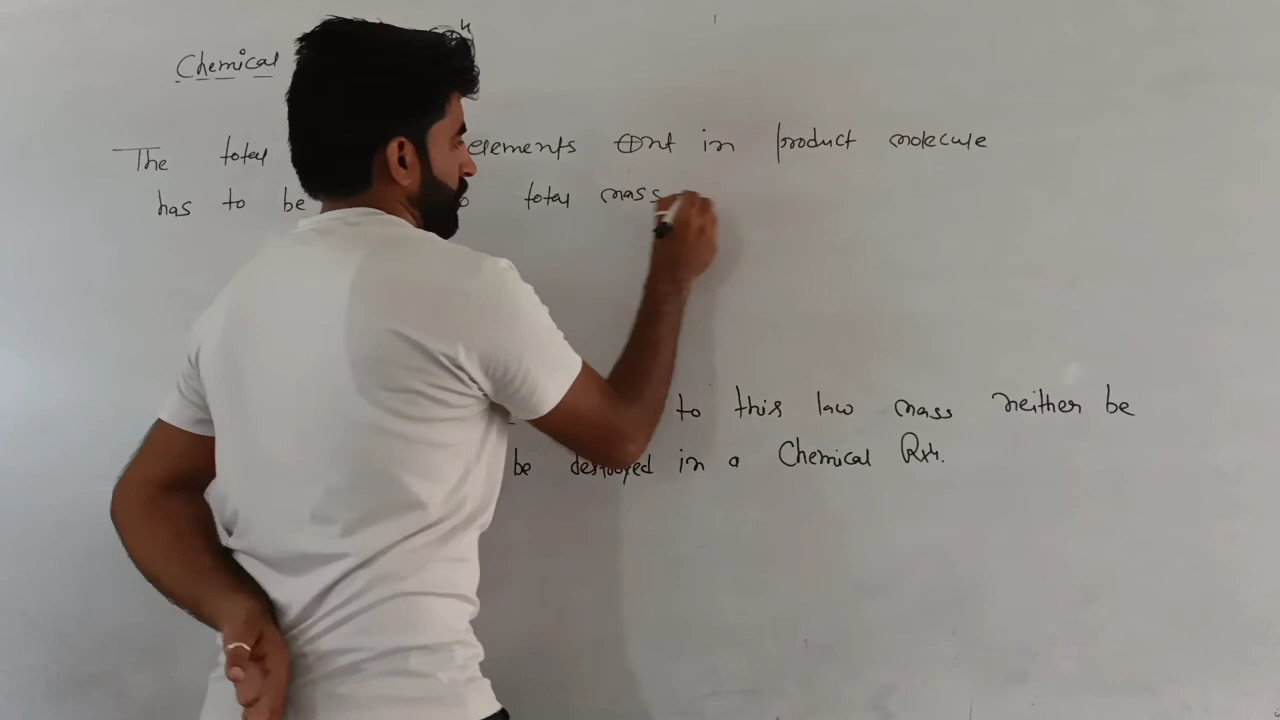 Chemical
The total elements ⊕nt in product molecule
has to be total mass
to this law mass neither be
be destroyed in a Chemical Rxn.